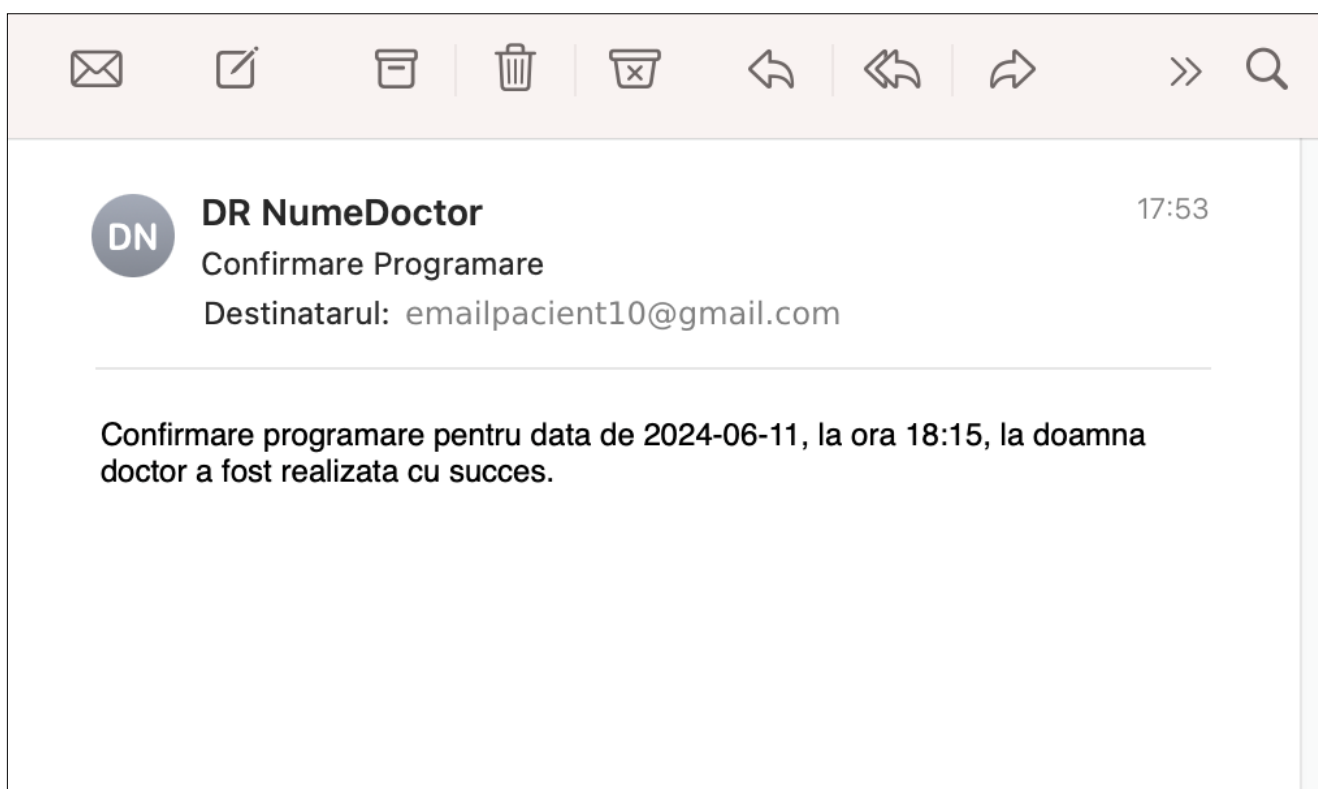 DN
DR NumeDoctor
17:53
Confirmare Programare
Destinatarul: emailpacient10@gmail.com
Confirmare programare pentru data de 2024-06-11, la ora 18:15, la doamna
doctor a fost realizata cu succes.